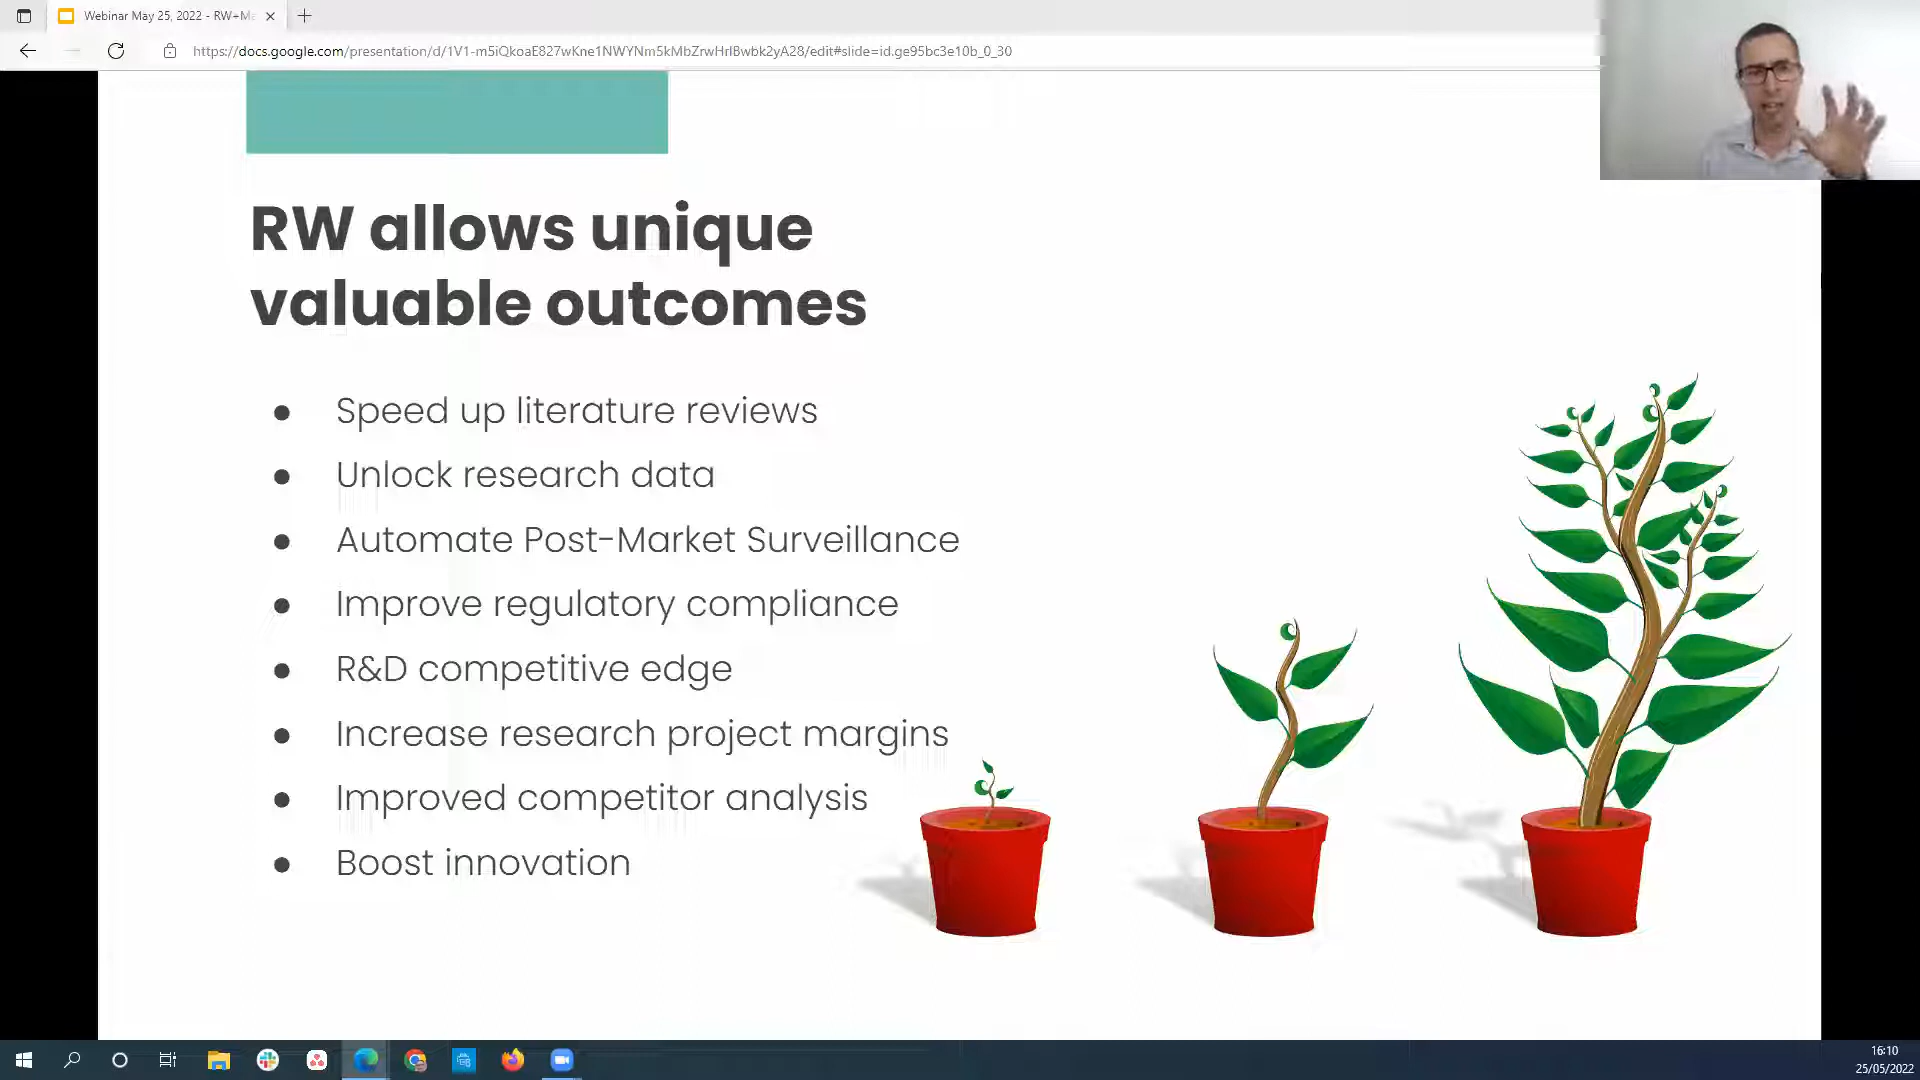 Webinar May 25, 2022 - RW+Ma
https://docs.google.com/presentation/d/1V1-m5iQkoaE827wKne1NWYNm5kMbZrwHrlBwbk2yA28/edit#slide=id.ge95bc3e10b_0_30
RW allows unique
valuable outcomes
● Speed up literature reviews
● Unlock research data
● Automate Post-Market Surveillance
● Improve regulatory compliance
● R&D competitive edge
● Increase research project margins
● Improved competitor analysis
● Boost innovation
16:10
25/05/2022